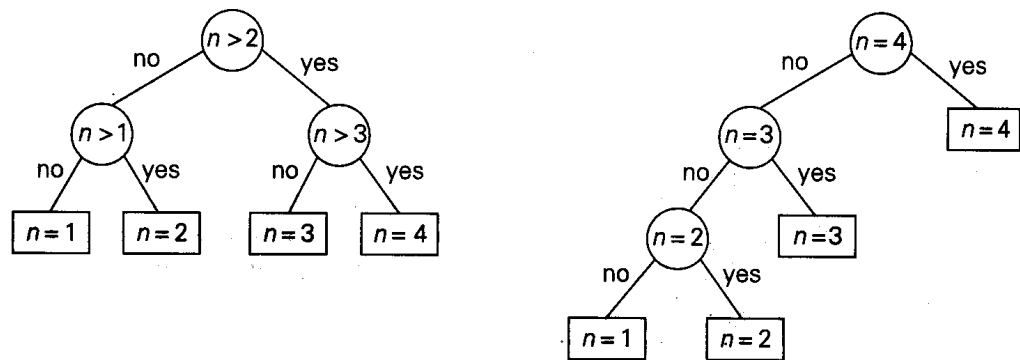 n > 2
no
yes
n > 1
n > 3
no
yes
no
yes
n = 1
n = 2
n = 3
n = 4
n = 4
no
yes
n = 3
n = 4
no
yes
n = 2
n = 3
no
yes
n = 1
n = 2